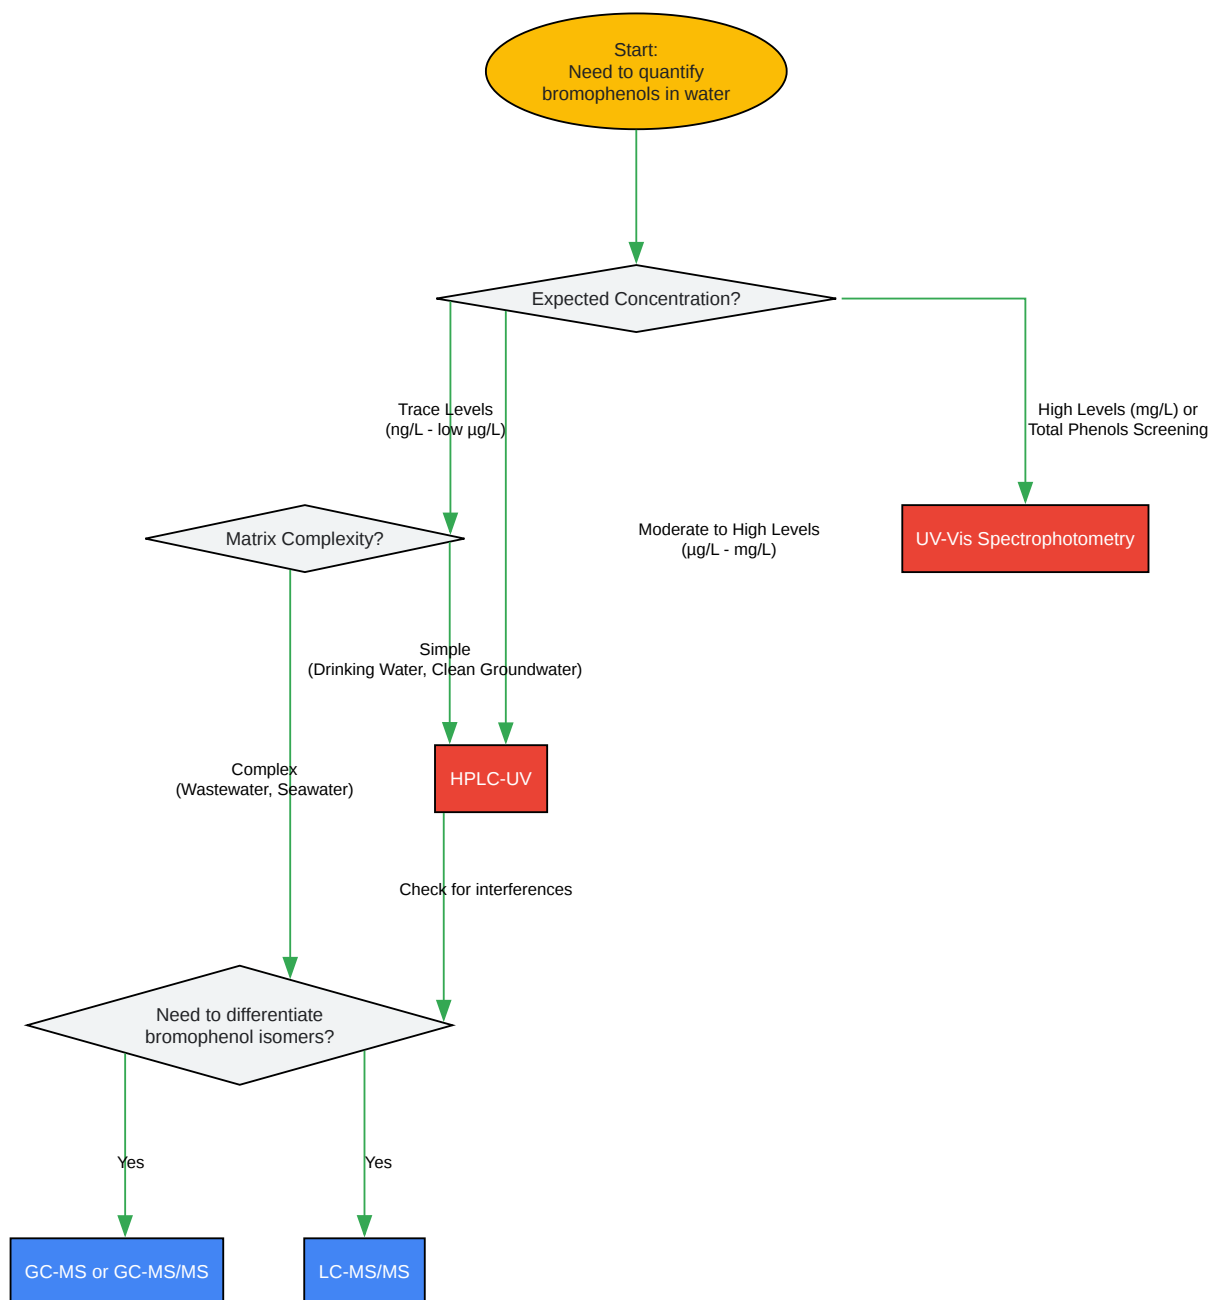 Start:
Need to quantify
bromophenols in water
Expected Concentration?
Trace Levels
(ng/L - low µg/L)
High Levels (mg/L) or
Total Phenols Screening
Matrix Complexity?
Moderate to High Levels
(µg/L - mg/L)
UV-Vis Spectrophotometry
Simple
(Drinking Water, Clean Groundwater)
Complex
(Wastewater, Seawater)
HPLC-UV
Check for interferences
Need to differentiate
bromophenol isomers?
Yes
Yes
GC-MS or GC-MS/MS
LC-MS/MS